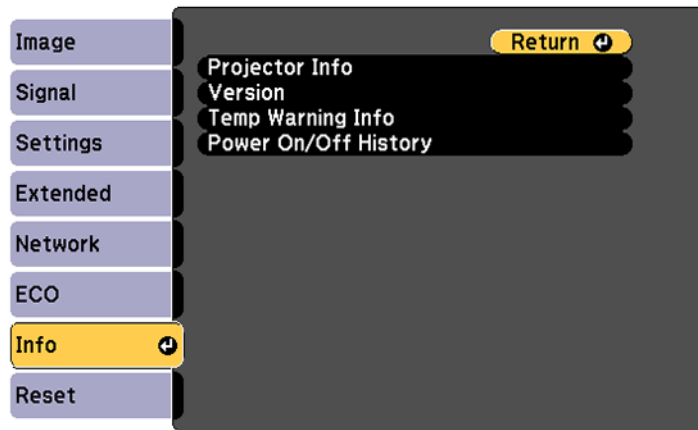 Image
Signal
Settings
Extended
Network
ECO
Info
Reset
Return
Projector Info
Version
Temp Warning Info
Power On/Off History